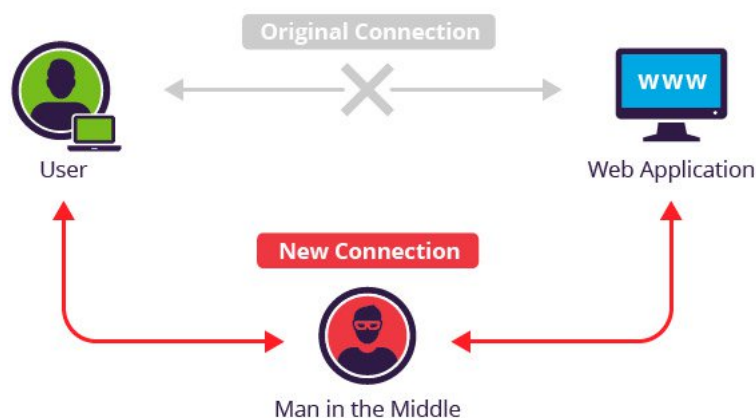 Original Connection
www
User
Web Application
New Connection
Man in the Middle